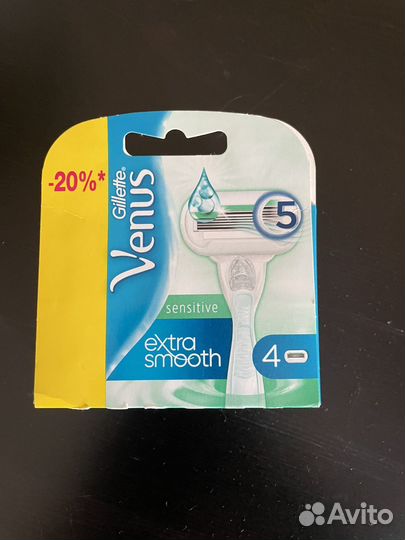 -20%*
Gillette®
Venus
5
sensitive
extra
smooth
4
Avito